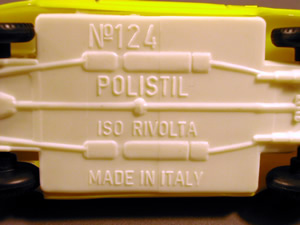 Nº124
POLISTIL
ISO RIVOLTA
MADE IN ITALY